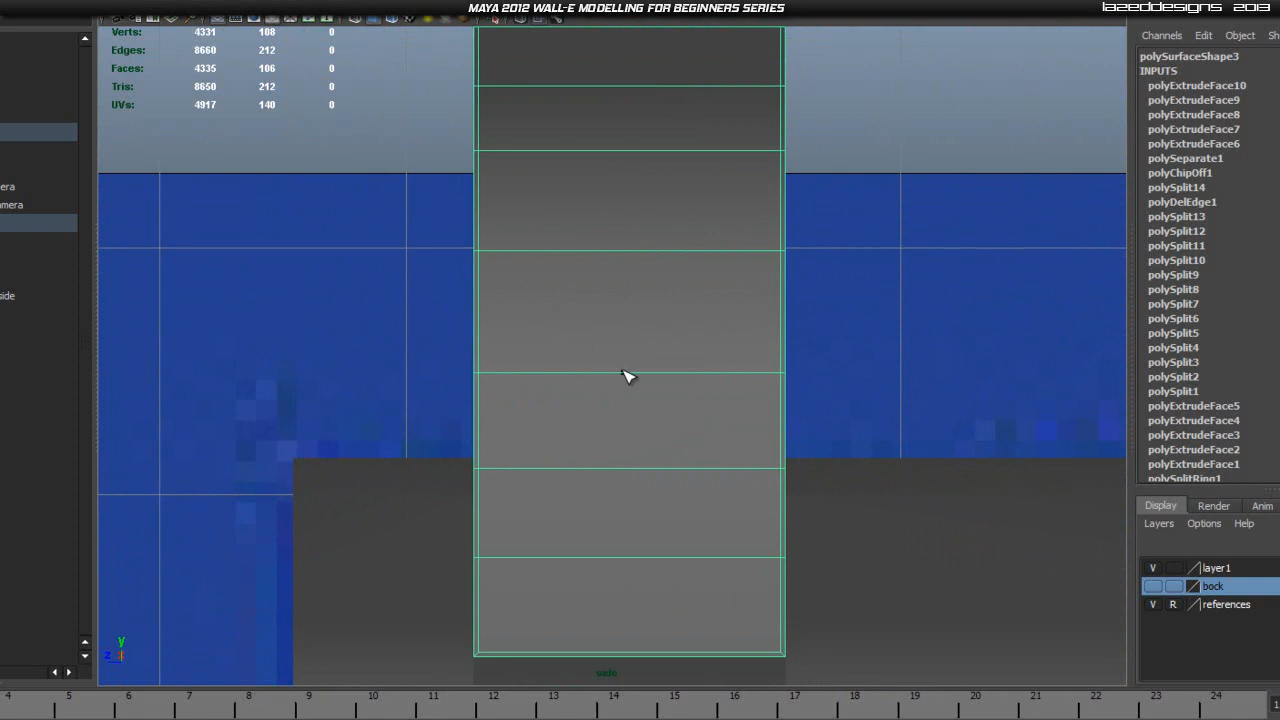 MAYA 2012 WALL-E MODELLING FOR BEGINNERS SERIES
LAZEDDESIGNS 2013
Channels Edit Object Sh
polySurfaceShape3
INPUTS
polyExtrudeFace10
polyExtrudeFace9
polyExtrudeFace8
polyExtrudeFace7
polyExtrudeFace6
polySeparate1
polyChipOff1
polySplit14
polyDelEdge1
polySplit13
polySplit12
polySplit11
polySplit10
polySplit9
polySplit8
polySplit7
polySplit6
polySplit5
polySplit4
polySplit3
polySplit2
polySplit1
polyExtrudeFace5
polyExtrudeFace4
polyExtrudeFace3
polyExtrudeFace2
polyExtrudeFace1
polySplitRing1
Verts: 4331 108 0
Edges: 8660 212 0
Faces: 4335 106 0
Tris: 8650 212 0
UVs: 4917 140 0
era
amera
side
y
z
side
Display Render Anim
Layers Options Help
V layer1
bock
V R references
4 5 6 7 8 9 10 11 12 13 14 15 16 17 18 19 20 21 22 23 24
1